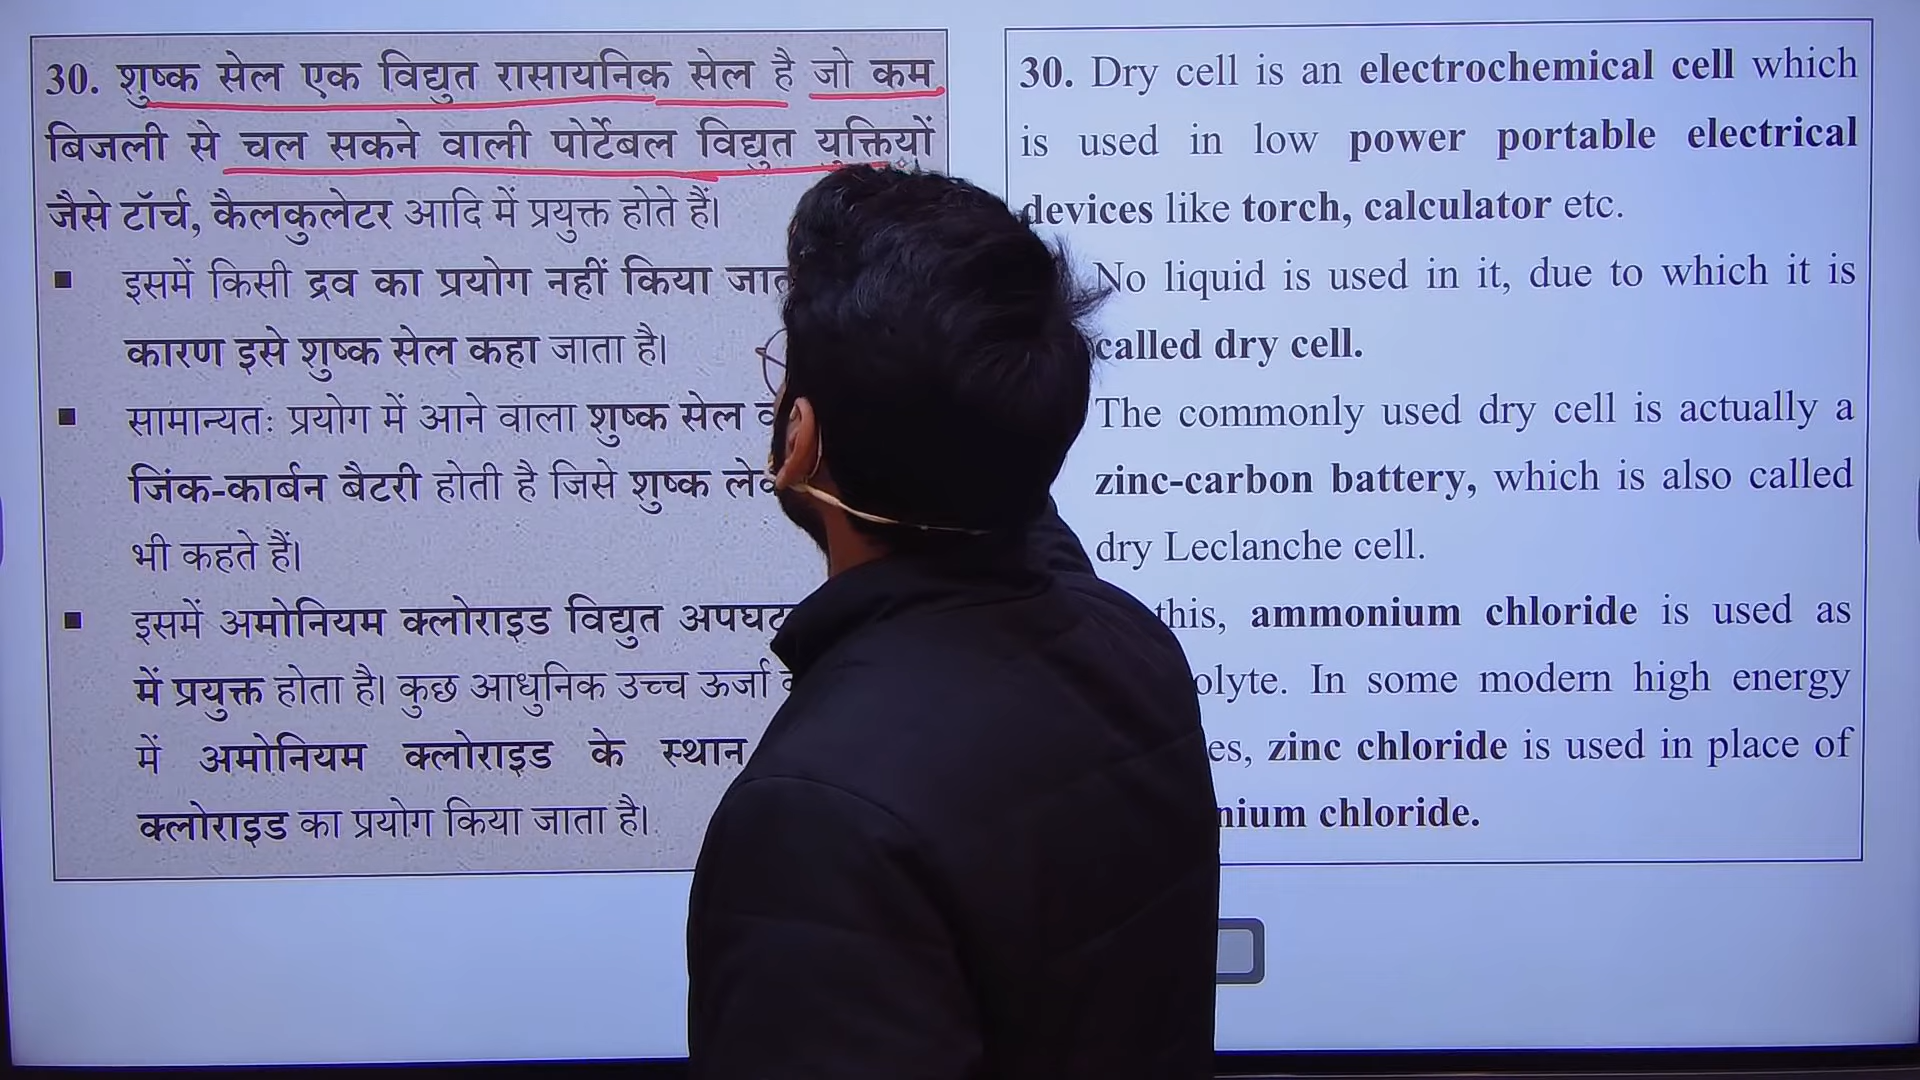 30. शुष्क सेल एक विद्युत रासायनिक सेल है जो कम
बिजली से चल सकने वाली पोर्टेबल विद्युत युक्तियों
जैसे टॉर्च, कैलकुलेटर आदि में प्रयुक्त होते हैं।
▪ इसमें किसी द्रव का प्रयोग नहीं किया
कारण इसे शुष्क सेल कहा जाता है।
▪ सामान्यतः प्रयोग में आने वाला शुष्क सेल
जिंक-कार्बन बैटरी होती है जिसे शुष्क
भी कहते हैं।
▪ इसमें अमोनियम क्लोराइड विद्युत
में प्रयुक्त होता है। कुछ आधुनिक उच्च ऊर्जा
में अमोनियम क्लोराइड के स्थान
क्लोराइड का प्रयोग किया जाता है।
30. Dry cell is an electrochemical cell which
is used in low power portable electrical
devices like torch, calculator etc.
No liquid is used in it, due to which it is
called dry cell.
The commonly used dry cell is actually a
zinc-carbon battery, which is also called
dry Leclanche cell.
this, ammonium chloride is used as
olyte. In some modern high energy
es, zinc chloride is used in place of
nium chloride.